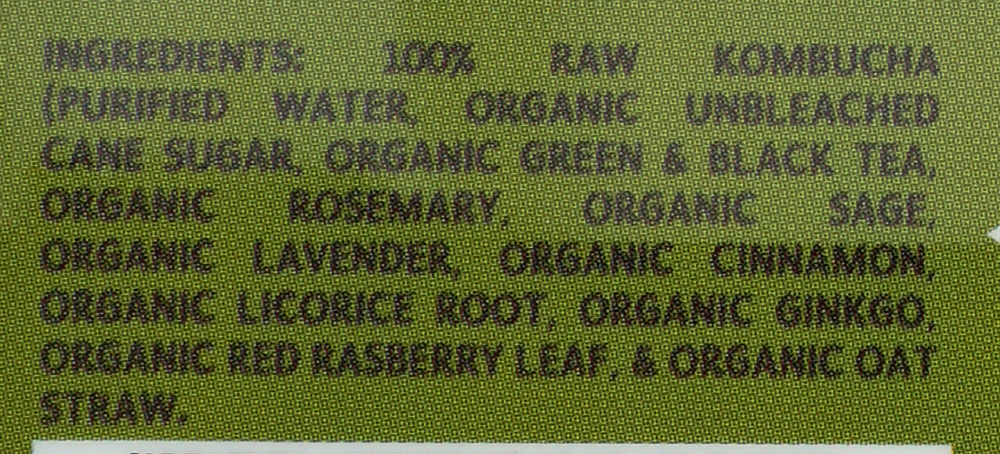 INGREDIENTS: 100% RAW KOMBUCHA
(PURIFIED WATER, ORGANIC UNBLEACHED
CANE SUGAR, ORGANIC GREEN & BLACK TEA,
ORGANIC ROSEMARY, ORGANIC SAGE,
ORGANIC LAVENDER, ORGANIC CINNAMON,
ORGANIC LICORICE ROOT, ORGANIC GINKGO,
ORGANIC RED RASBERRY LEAF, & ORGANIC OAT
STRAW.